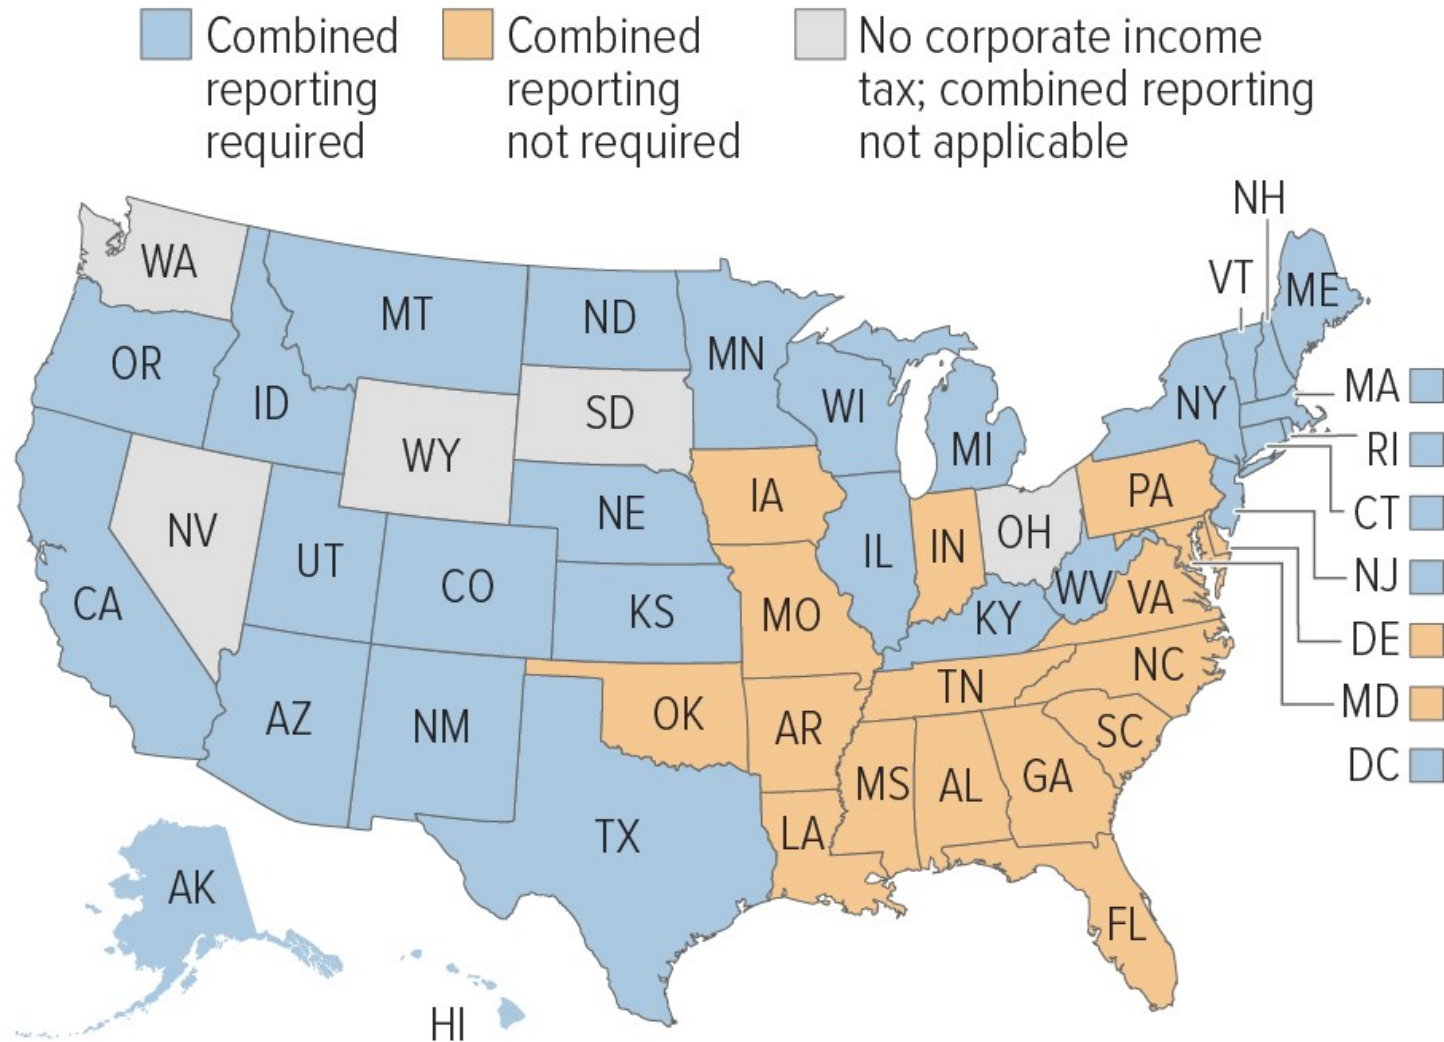 Combined
reporting
required
Combined
reporting
not required
No corporate income
tax; combined reporting
not applicable
NH
VT
ME
WA
MT
ND
MN
OR
ID
SD
WI
NY
MA
WY
MI
RI
IA
PA
NE
CT
NV
OH
IN
IL
UT
CO
NJ
CA
KS
MO
KY
WV
VA
DE
NC
TN
MD
AZ
NM
OK
AR
SC
DC
MS
AL
GA
TX
LA
AK
FL
HI